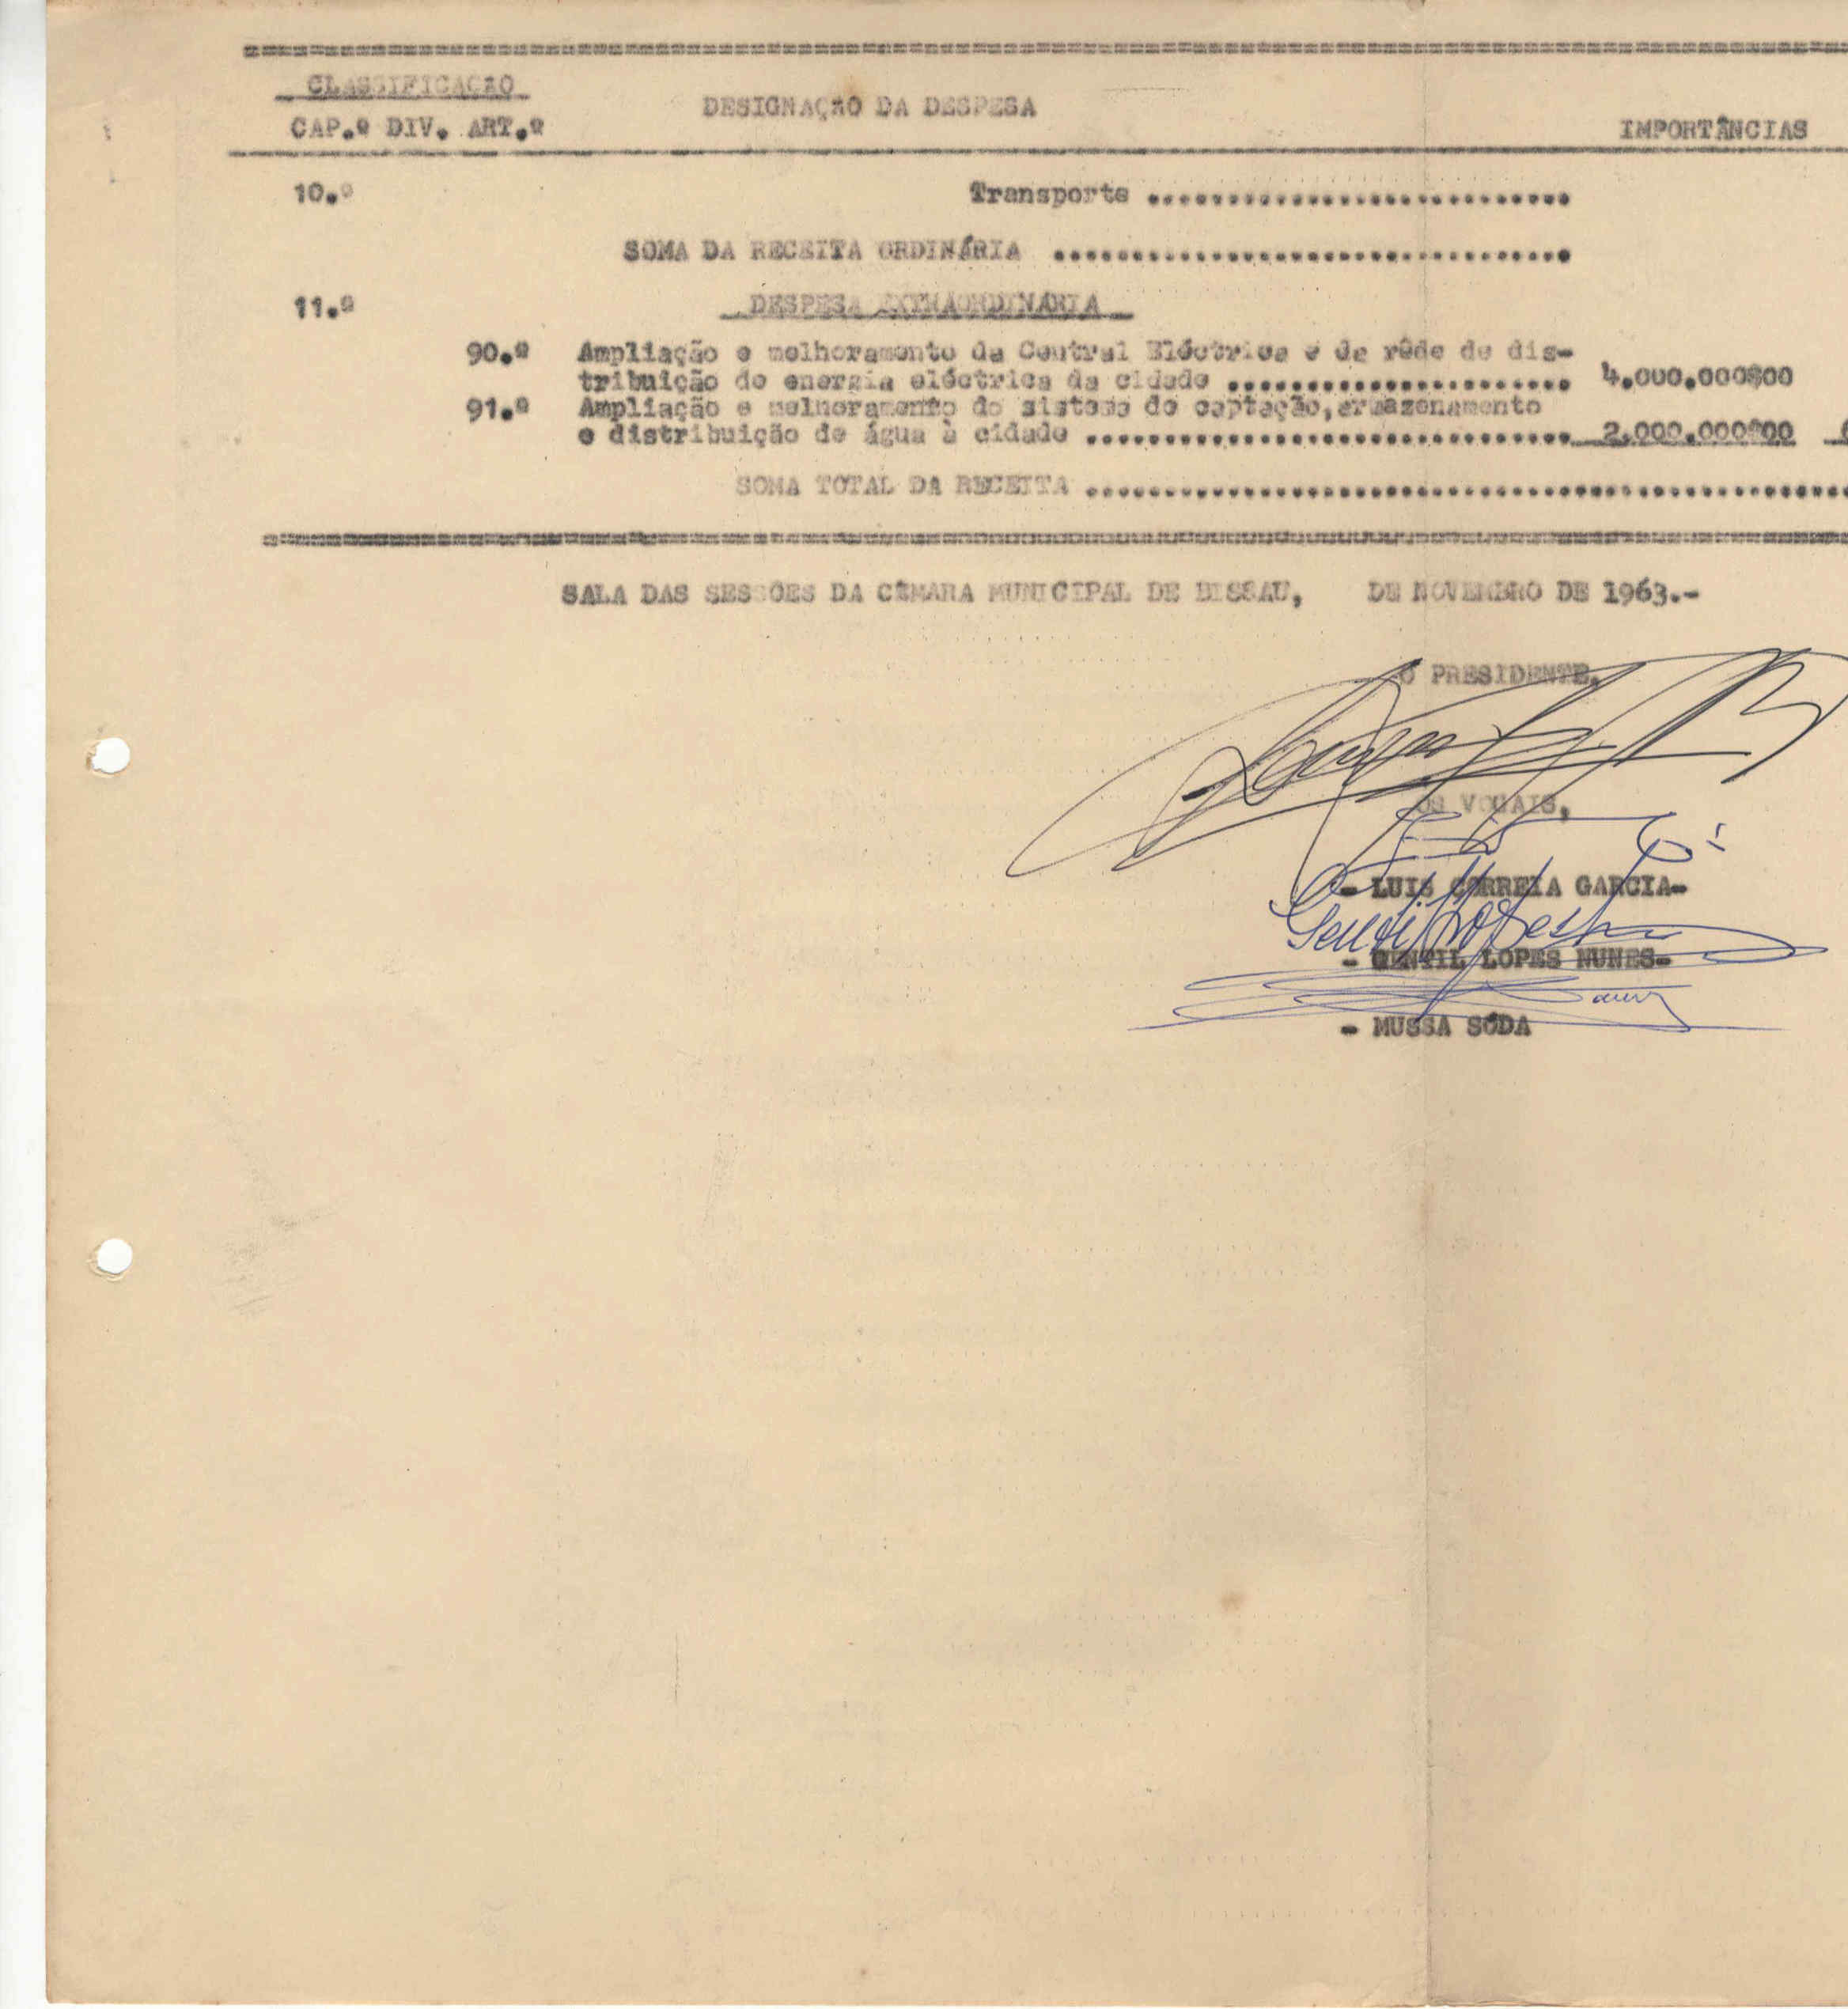 CLASSIFICAÇÃO
CAP.º DIV. ART.º
DESIGNAÇÃO DA DESPESA
IMPORTÂNCIAS
10.º Transporte ...........................
SOMA DA RECEITA ORDINÁRIA .................................
11.º DESPESA EXTRAORDINÁRIA
90.º Ampliação e melhoramento da Central Eléctrica e da rêde de dis-
tribuição de energia eléctrica da cidade ...................... 4.000.000$00
91.º Ampliação e melhoramento do sistema de captação,armazenamento
e distribuição de água à cidade ............................... 2.000.000$00
SOMA TOTAL DA RECEITA ................................................
SALA DAS SESSÕES DA CÂMARA MUNICIPAL DE BISSAU, DE NOVEMBRO DE 1963.-
O PRESIDENTE,
OS VOGAIS,
- LUIS CORREIA GARCIA-
- GENTIL LOPES NUNES-
- MUSSA SÓDA